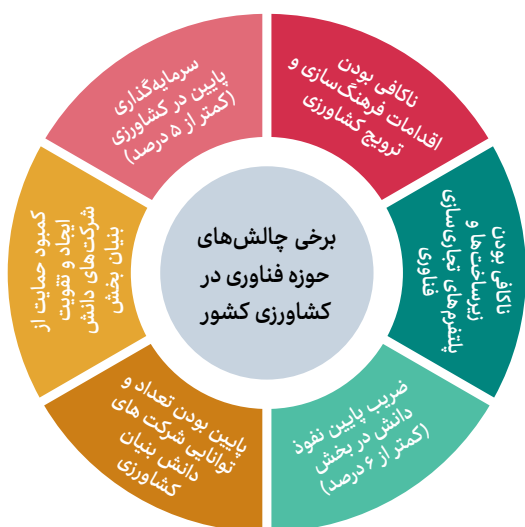 برخی چالش‌های
حوزه فناوری در
کشاورزی کشور
ناکافی بودن
اقدامات فرهنگ‌سازی و
ترویج کشاورزی
ناکافی بودن
زیرساخت‌ها و
پلتفرم‌های تجاری‌سازی
فناوری
ضریب پایین نفوذ
دانش در بخش
(کمتر از ۶ درصد)
پایین بودن تعداد و
توانایی شرکت های
دانش بنیان
کشاورزی
کمبود حمایت از
ایجاد و تقویت
شرکت‌های دانش
بنیان بخش
سرمایه‌گذاری
پایین در کشاورزی
(کمتر از ۵ درصد)